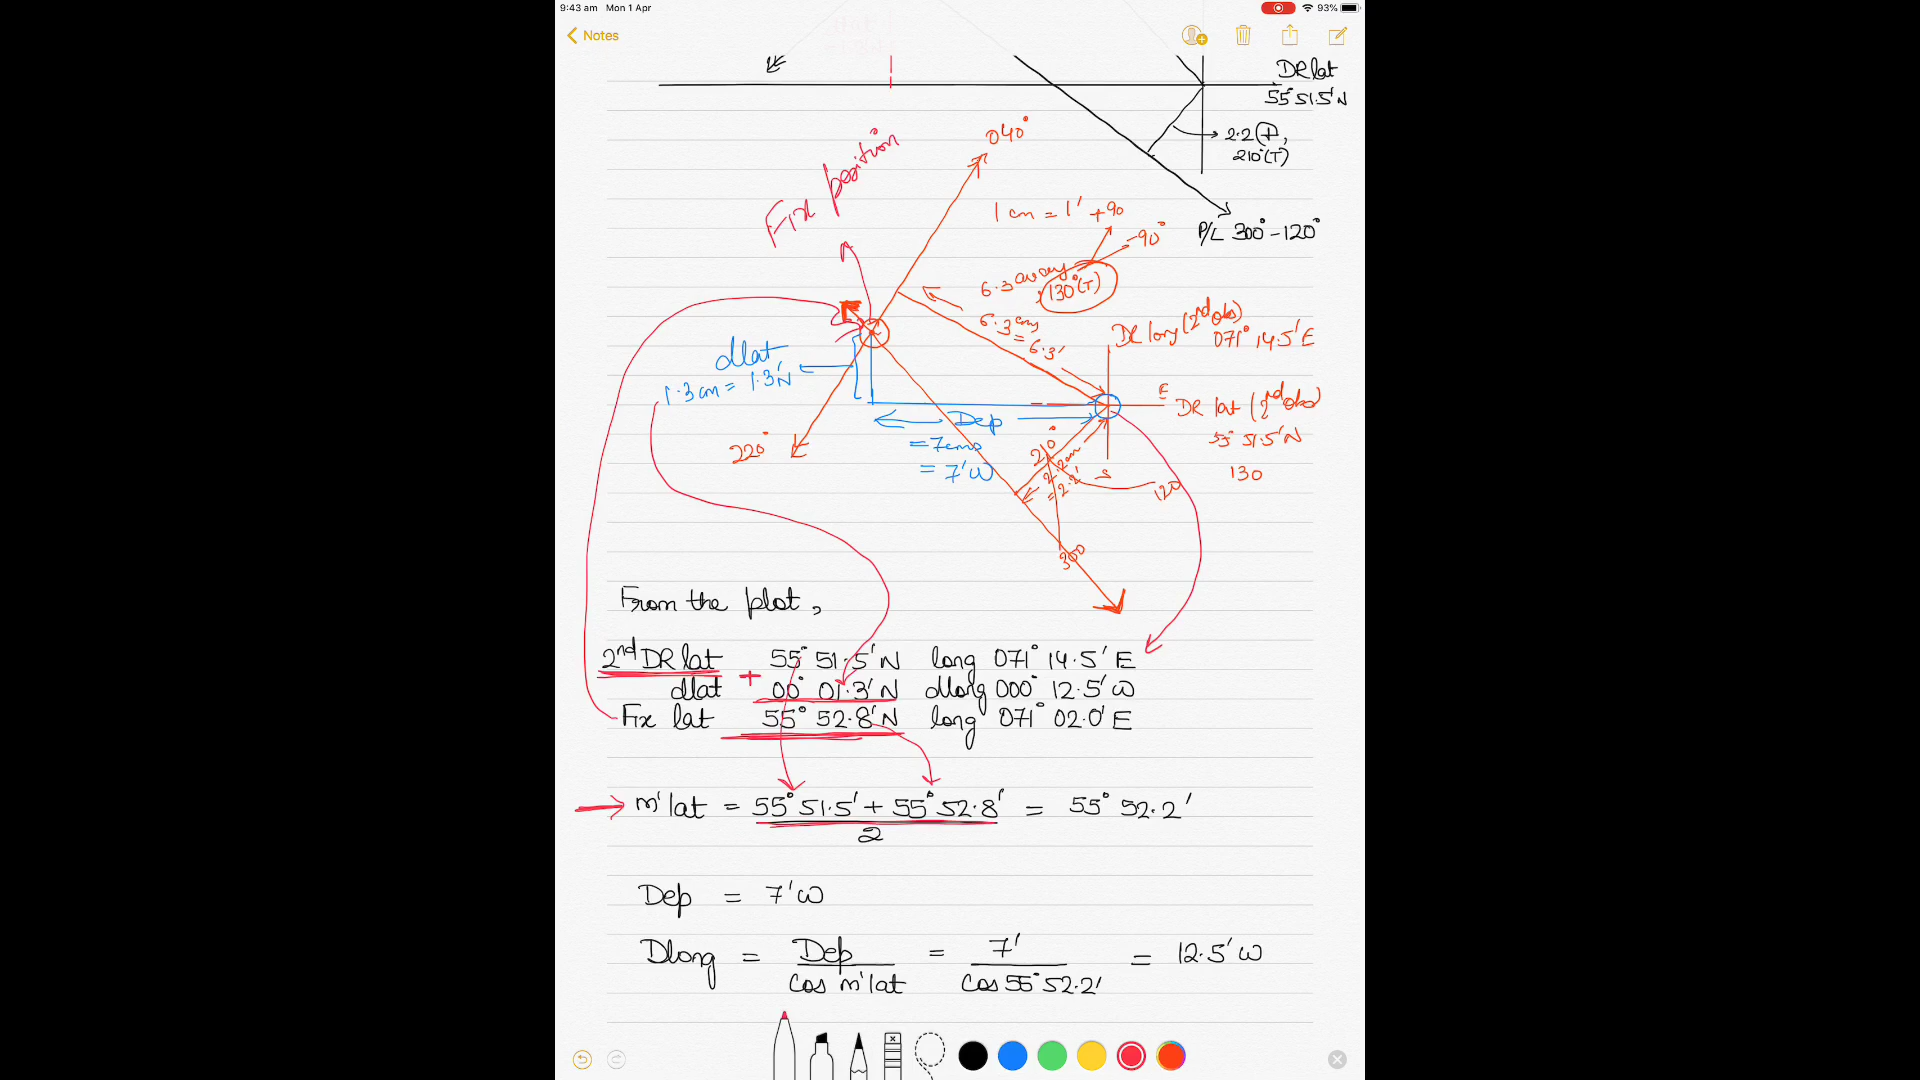 9:43 am Mon 1 Apr
93%
Notes
DR lat
55° 51.5' N
2.2
210°(T)
P/L 300° - 120°
040°
Fix position
1 cm = 1' +90
-90°
6.3 away
130°(T)
6.3 cms
= 6.3'
DR long (2nd obs)
071° 14.5' E
E
DR lat (2nd obs)
55° 51.5' N
130
dlat
1.3 cm = 1.3' N
Dep
= 7 cms
= 7' W
220°
210°
2.2 cm
= 2.2'
S
120
300
From the plot,
2nd DR lat 55° 51.5' N long 071° 14.5' E
+
dlat 00° 01.3' N dlong 000° 12.5' W
Fix lat 55° 52.8' N long 071° 02.0' E
m'lat = 55° 51.5' + 55° 52.8' = 55° 52.2'
2
Dep = 7' W
Dlong = Dep = 7' = 12.5' W
cos m'lat cos 55° 52.2'